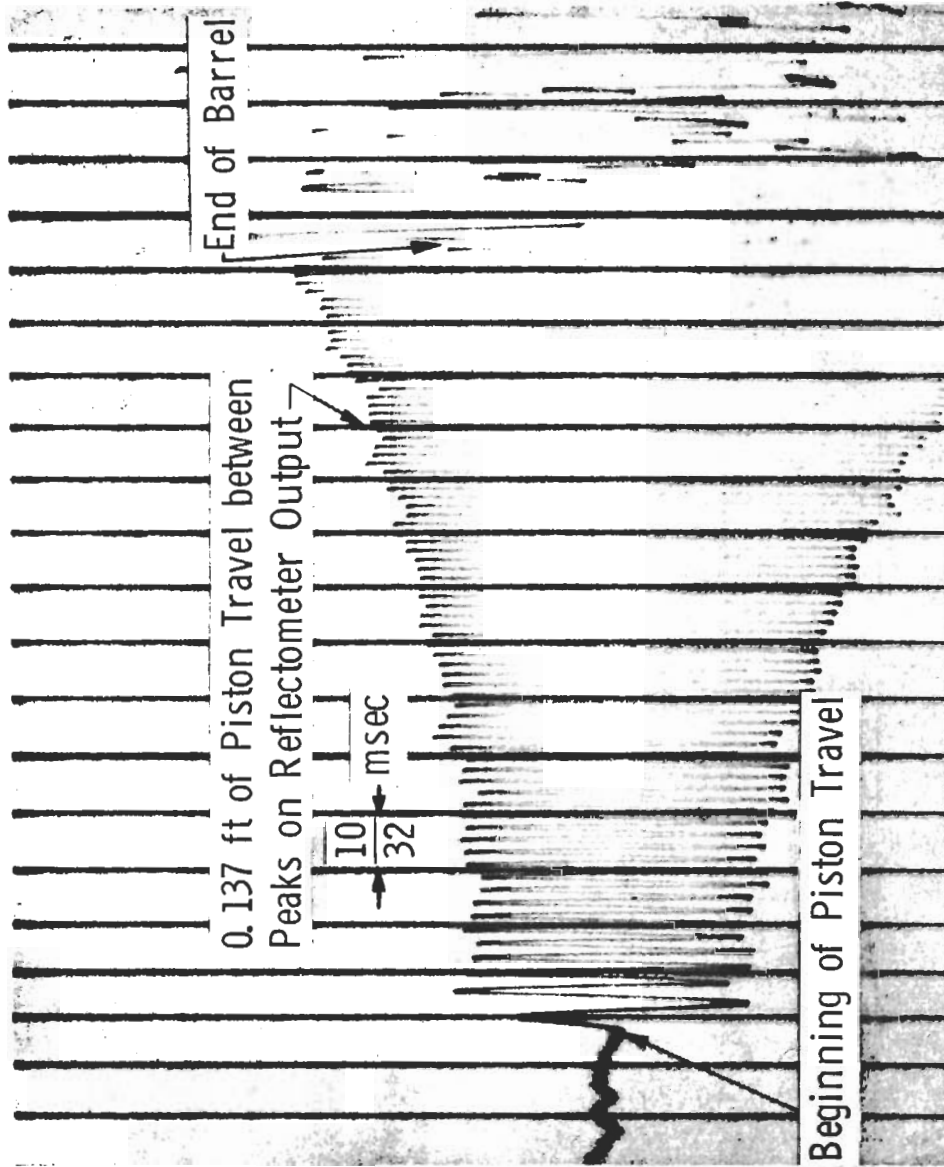 End of Barrel
0.137 ft of Piston Travel between
Peaks on Reflectometer Output
10
32
msec
Beginning of Piston Travel